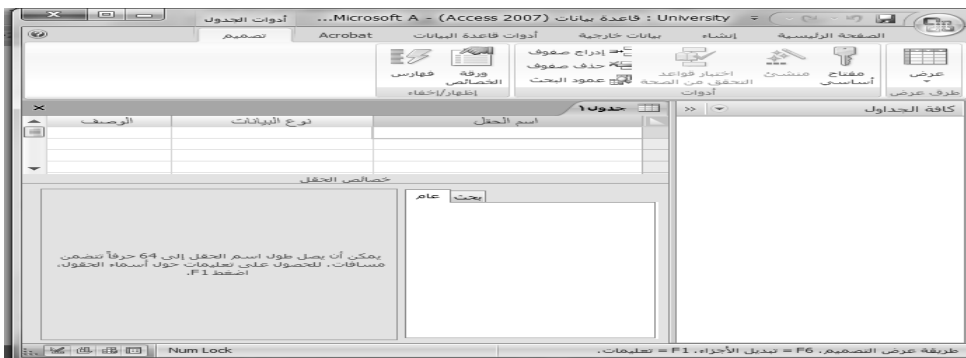 University : قاعدة بيانات (Access 2007) - Microsoft A...
أدوات الجدول
الصفحة الرئيسية إنشاء بيانات خارجية أدوات قاعدة البيانات Acrobat تصميم
عرض
مفتاح أساسي
منشئ
اختبار قواعد التحقق من الصحة
إدراج صفوف
حذف صفوف
عمود البحث
ورقة الخصائص
فهارس
طرق عرض
أدوات
إظهار/إخفاء
كافة الجداول
جدول١
اسم الحقل نوع البيانات الوصف
خصائص الحقل
عام بحث
يمكن أن يصل طول اسم الحقل إلى 64 حرفاً تتضمن
مسافات. للحصول على تعليمات حول أسماء الحقول،
اضغط F1.
طريقة عرض التصميم. F6 = تبديل الأجزاء. F1 = تعليمات.
Num Lock